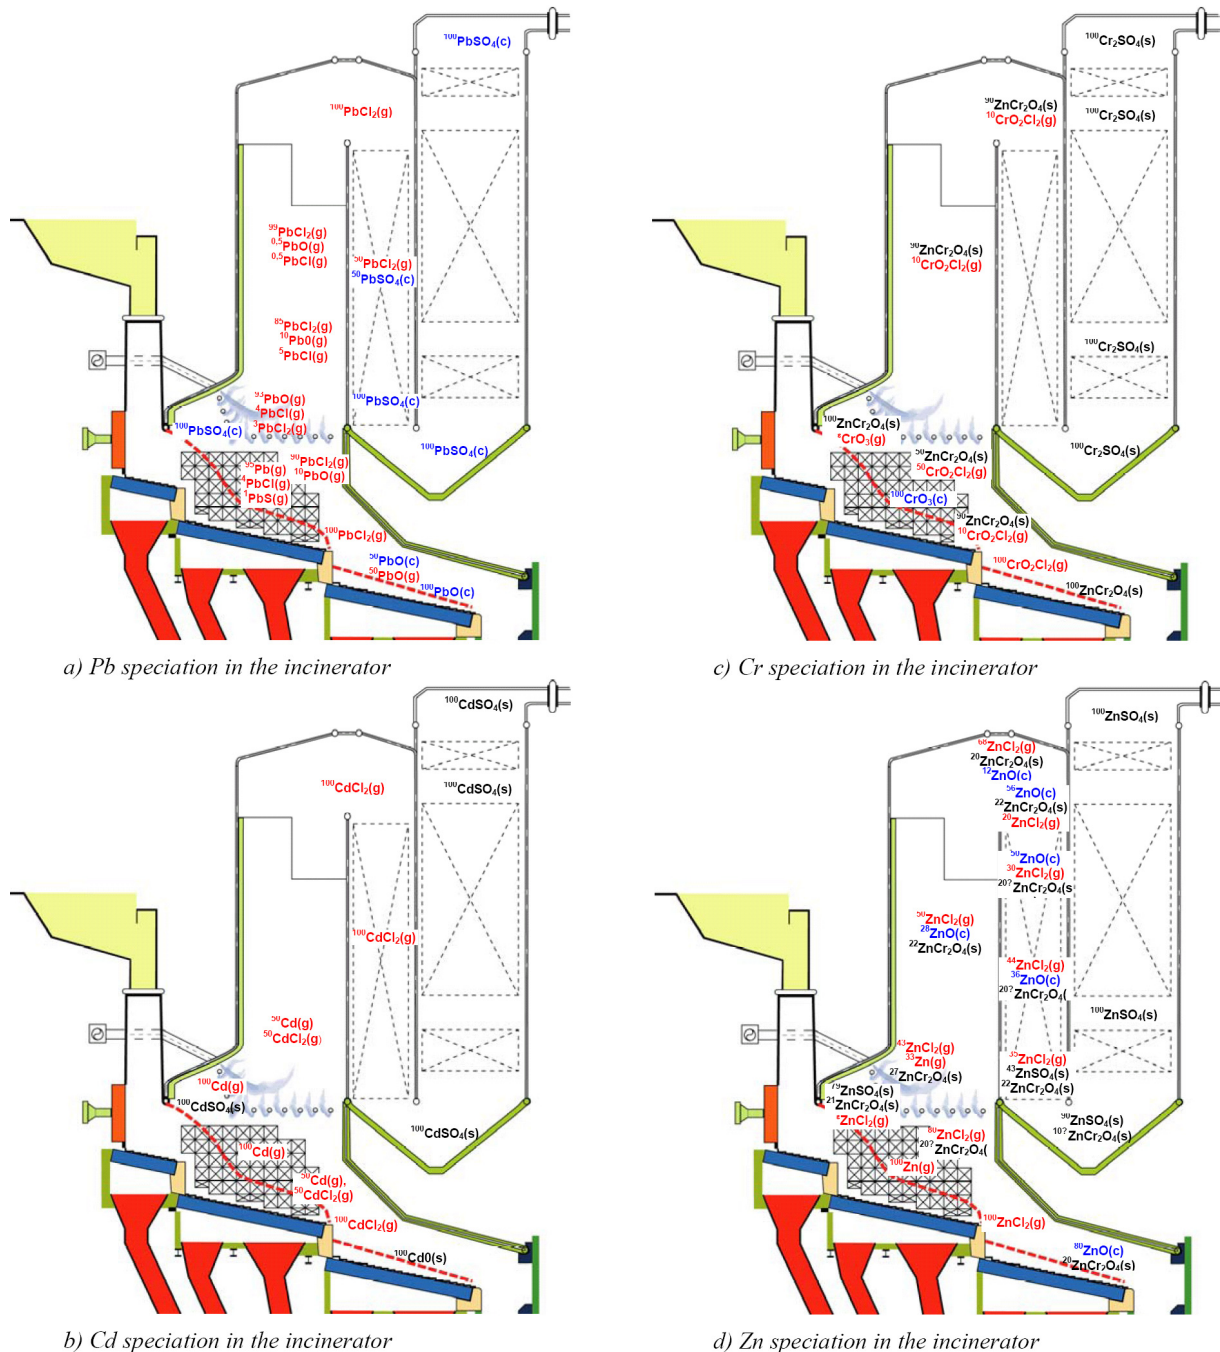 ¹⁰⁰PbSO₄(c)
¹⁰⁰PbCl₂(g)
⁹⁹PbCl₂(g)
⁰,⁵PbO(g)
⁰,⁵PbCl(g)
⁵⁰PbCl₂(g)
⁵⁰PbSO₄(c)
⁸⁵PbCl₂(g)
¹⁰Pb0(g)
⁵PbCl(g)
¹⁰⁰PbSO₄(c)
⁹³PbO(g)
⁴PbCl(g)
³PbCl₂(g)
¹⁰⁰PbSO₄(c)
¹⁰⁰PbSO₄(c)
⁹⁵Pb(g)
⁴PbCl(g)
¹PbS(g)
⁹⁰PbCl₂(g)
¹⁰PbO(g)
¹⁰⁰PbCl₂(g)
⁵⁰PbO(c)
⁵⁰PbO(g)
¹⁰⁰PbO(c)
a) Pb speciation in the incinerator
¹⁰⁰Cr₂SO₄(s)
⁹⁰ZnCr₂O₄(s)
¹⁰CrO₂Cl₂(g)
¹⁰⁰Cr₂SO₄(s)
⁹⁰ZnCr₂O₄(s)
¹⁰CrO₂Cl₂(g)
¹⁰⁰Cr₂SO₄(s)
¹⁰⁰ZnCr₂O₄(s)
CrO₃(g)
¹⁰⁰Cr₂SO₄(s)
⁵⁰ZnCr₂O₄(s)
⁵⁰CrO₂Cl₂(g)
¹⁰⁰CrO₃(c)
⁹⁰ZnCr₂O₄(s)
¹⁰CrO₂Cl₂(g)
¹⁰⁰CrO₂Cl₂(g)
¹⁰⁰ZnCr₂O₄(s)
c) Cr speciation in the incinerator
¹⁰⁰CdSO₄(s)
¹⁰⁰CdCl₂(g)
¹⁰⁰CdSO₄(s)
¹⁰⁰CdCl₂(g)
⁵⁰Cd(g)
⁵⁰CdCl₂(g)
¹⁰⁰Cd(g)
¹⁰⁰CdSO₄(s)
¹⁰⁰CdSO₄(s)
¹⁰⁰Cd(g)
⁵⁰Cd(g),
⁵⁰CdCl₂(g)
¹⁰⁰CdCl₂(g)
¹⁰⁰Cd0(s)
b) Cd speciation in the incinerator
¹⁰⁰ZnSO₄(s)
⁶⁸ZnCl₂(g)
²⁰ZnCr₂O₄(s)
¹²ZnO(c)
⁵⁶ZnO(c)
²²ZnCr₂O₄(s)
²⁰ZnCl₂(g)
⁵⁰ZnO(c)
³⁰ZnCl₂(g)
²⁰?ZnCr₂O₄(s
⁵⁰ZnCl₂(g)
²⁸ZnO(c)
²²ZnCr₂O₄(s)
⁴⁴ZnCl₂(g)
³⁶ZnO(c)
²⁰?ZnCr₂O₄(
¹⁰⁰ZnSO₄(s)
⁴³ZnCl₂(g)
³³Zn(g)
²⁷ZnCr₂O₄(s)
³⁵ZnCl₂(g)
⁴³ZnSO₄(s)
²²ZnCr₂O₄(s)
⁷⁹ZnSO₄(s)
²¹ZnCr₂O₄(s)
ZnCl₂(g)
⁹⁰ZnSO₄(s)
¹⁰?ZnCr₂O₄(s)
⁸⁰ZnCl₂(g)
²⁰?ZnCr₂O₄(
¹⁰⁰Zn(g)
¹⁰⁰ZnCl₂(g)
⁸⁰ZnO(c)
²⁰ZnCr₂O₄(s)
d) Zn speciation in the incinerator